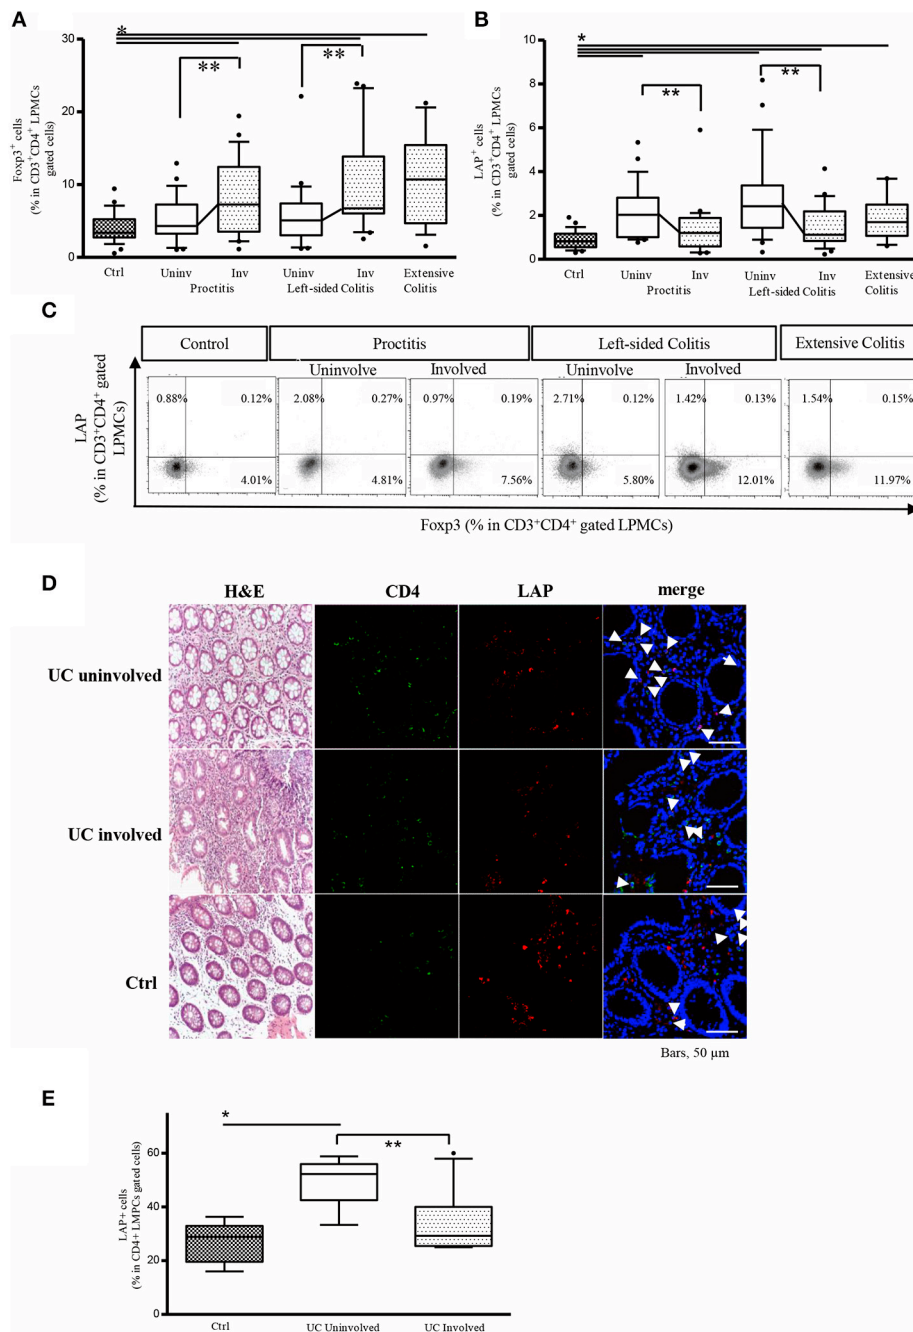 A
B
*
**
**
30
20
10
0
Foxp3+ cells
(% in CD3+CD4+ LPMCs
gated cells)
Ctrl
Uninv
Inv
Uninv
Inv
Extensive
Proctitis
Left-sided Colitis
Colitis
*
**
**
10
8
6
4
2
0
LAP+ cells
(% in CD3+CD4+ LPMCs
gated cells)
Ctrl
Uninv
Inv
Uninv
Inv
Extensive
Proctitis
Left-sided Colitis
Colitis
C
Control
Proctitis
Left-sided Colitis
Extensive Colitis
Uninvolve
Involved
Uninvolve
Involved
LAP
(% in CD3+CD4+ gated
LPMCs)
0.88% 0.12%
2.08% 0.27%
0.97% 0.19%
2.71% 0.12%
1.42% 0.13%
1.54% 0.15%
4.01%
4.81%
7.56%
5.80%
12.01%
11.97%
Foxp3 (% in CD3+CD4+ gated LPMCs)
D
H&E
CD4
LAP
merge
UC uninvolved
UC involved
Ctrl
Bars, 50 µm
E
*
**
60
40
20
0
LAP+ cells
(% in CD4+ LMPCs gated cells)
Ctrl
UC Uninvolved
UC Involved